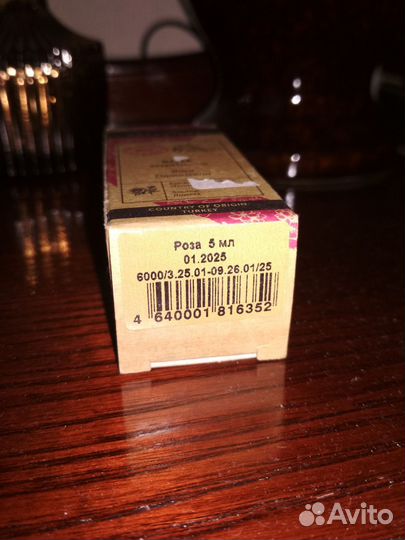 COUNTRY OF ORIGIN
TURKEY
Роза 5 мл
01.2025
6000/3.25.01-09.26.01/25
4 640001 816352
Avito